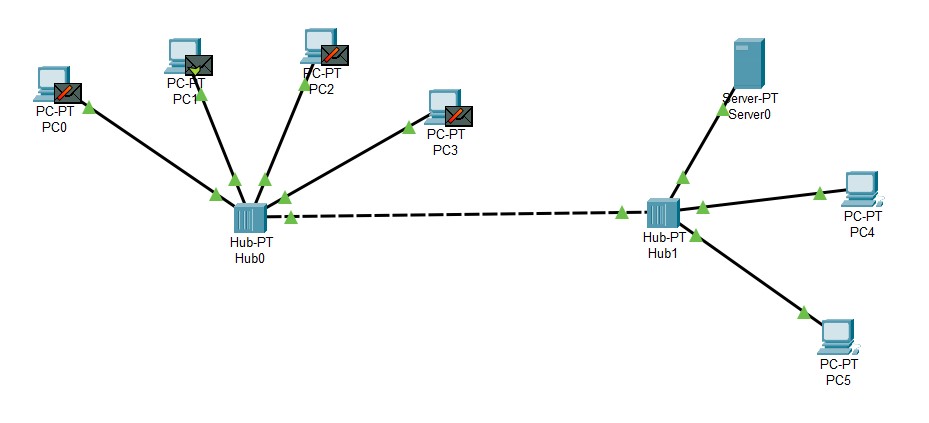 PC-PT
PC0
PC-PT
PC1
PC-PT
PC2
PC-PT
PC3
Hub-PT
Hub0
Server-PT
Server0
Hub-PT
Hub1
PC-PT
PC4
PC-PT
PC5